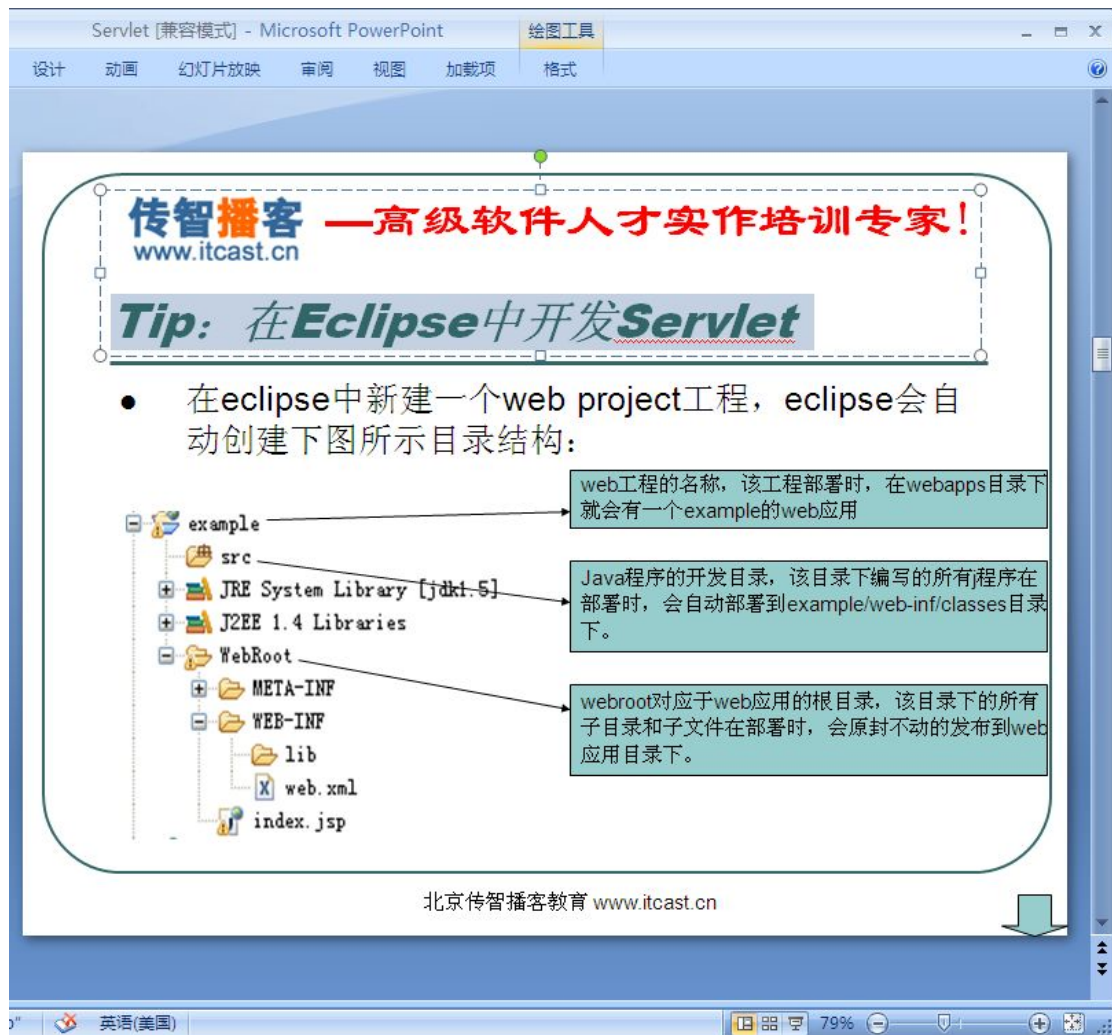 Servlet [兼容模式] - Microsoft PowerPoint
绘图工具
设计 动画 幻灯片放映 审阅 视图 加载项 格式
传智播客 —高级软件人才实作培训专家!
www.itcast.cn
Tip: 在Eclipse中开发Servlet
● 在eclipse中新建一个web project工程，eclipse会自
动创建下图所示目录结构：
web工程的名称，该工程部署时，在webapps目录下
就会有一个example的web应用
example
src
JRE System Library [jdk1.5]
J2EE 1.4 Libraries
WebRoot
META-INF
WEB-INF
lib
web.xml
index.jsp
Java程序的开发目录，该目录下编写的所有j程序在
部署时，会自动部署到example/web-inf/classes目录
下。
webroot对应于web应用的根目录，该目录下的所有
子目录和子文件在部署时，会原封不动的发布到web
应用目录下。
北京传智播客教育 www.itcast.cn
英语(美国)
79%